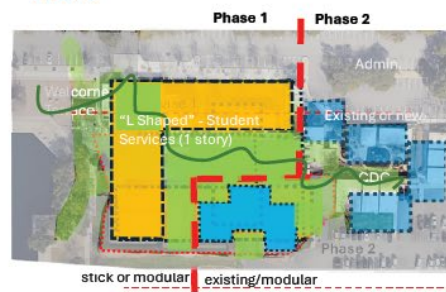 Phase 1
Phase 2
Admin.
Welcome
Existing or new
"L Shaped" - Student
Services (1 story)
CDC
Phase 2
stick or modular
existing/modular